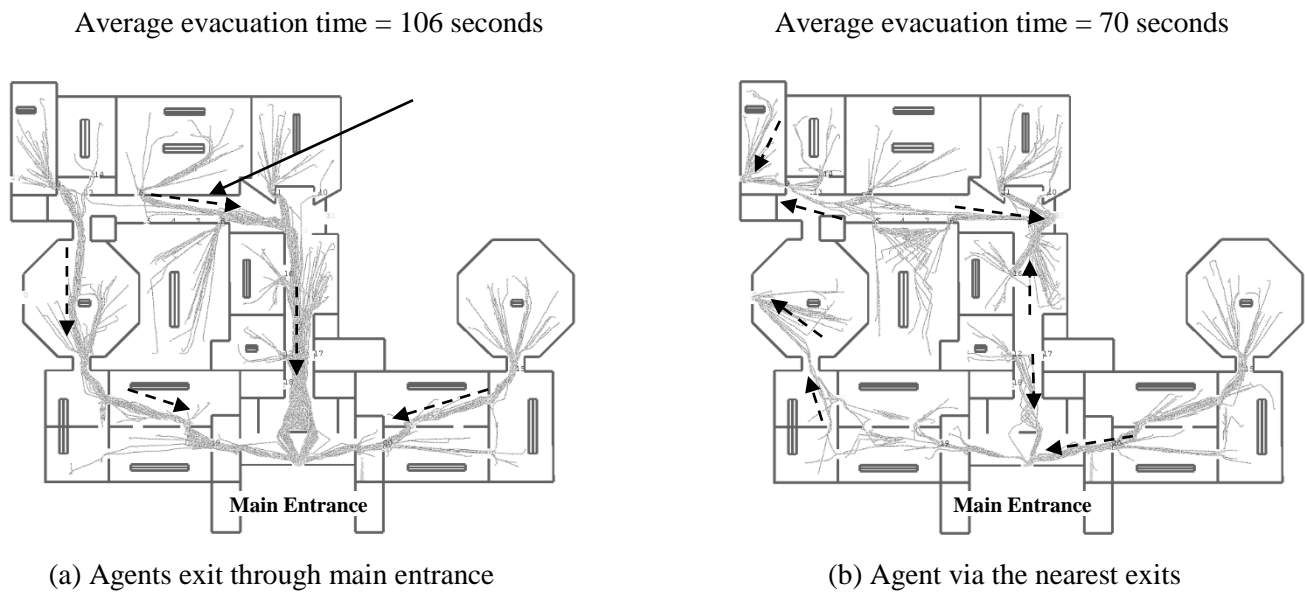 Average evacuation time = 106 seconds
Average evacuation time = 70 seconds
Main Entrance
Main Entrance
(a) Agents exit through main entrance
(b) Agent via the nearest exits